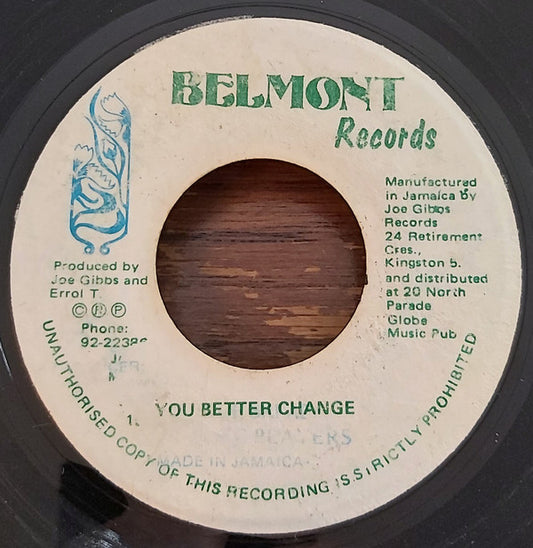 BELMONT
Records
Manufactured
in Jamaica by
Joe Gibbs
Records
24 Retirement
Cres.,
Kingston 5.
and distributed
at 20 North
Parade
Globe
Music Pub
Produced by
Joe Gibbs and
Errol T.
Ⓒ Ⓡ Ⓟ
Phone:
YOU BETTER CHANGE
MADE IN JAMAICA
UNAUTHORISED COPY OF THIS RECORDING IS STRICTLY PROHIBITED